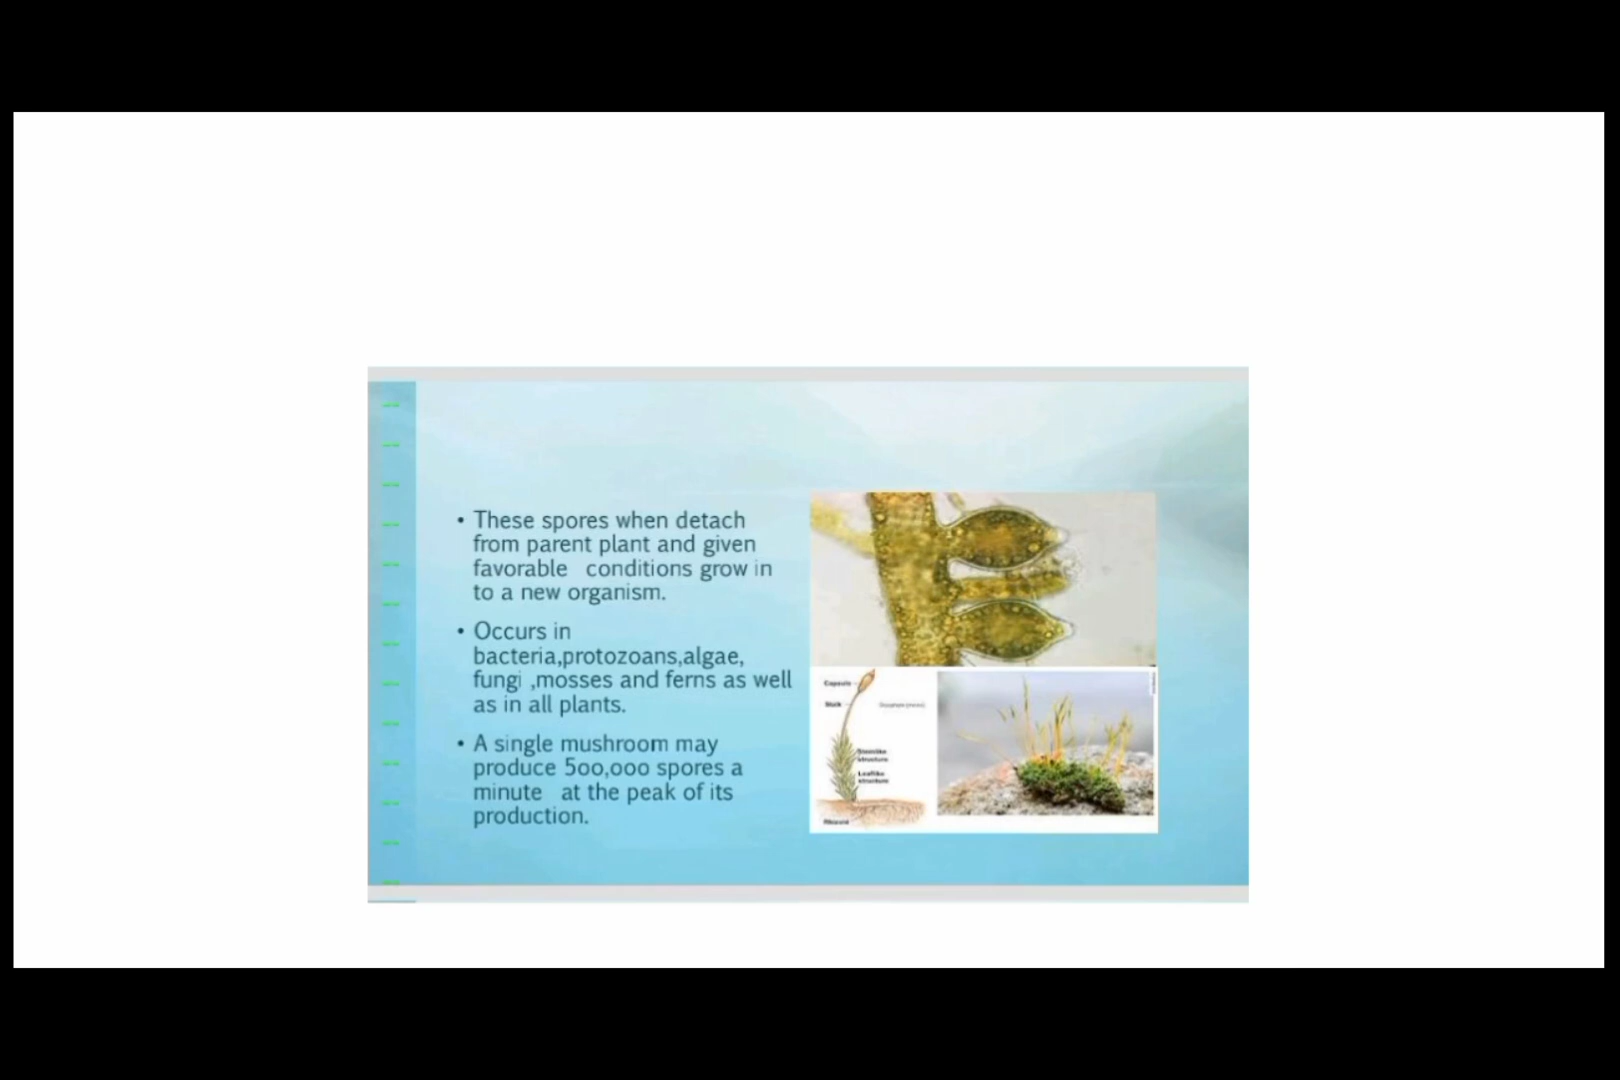 • These spores when detach
from parent plant and given
favorable conditions grow in
to a new organism.
• Occurs in
bacteria,protozoans,algae,
fungi ,mosses and ferns as well
as in all plants.
• A single mushroom may
produce 5oo,ooo spores a
minute at the peak of its
production.
Capsule
Stalk
Stemlike
structure
Leaflike
structure
Rhizoid